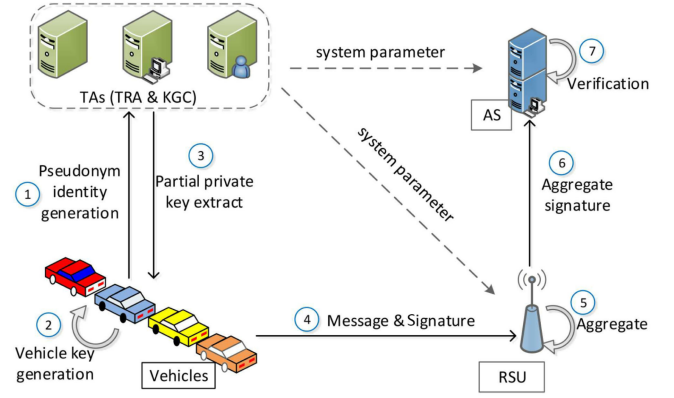 system parameter
7
Verification
TAs (TRA & KGC)
AS
system parameter
1
Pseudonym
identity
generation
3
Partial private
key extract
6
Aggregate
signature
2
Vehicle key
generation
4
Message & Signature
5
Aggregate
Vehicles
RSU